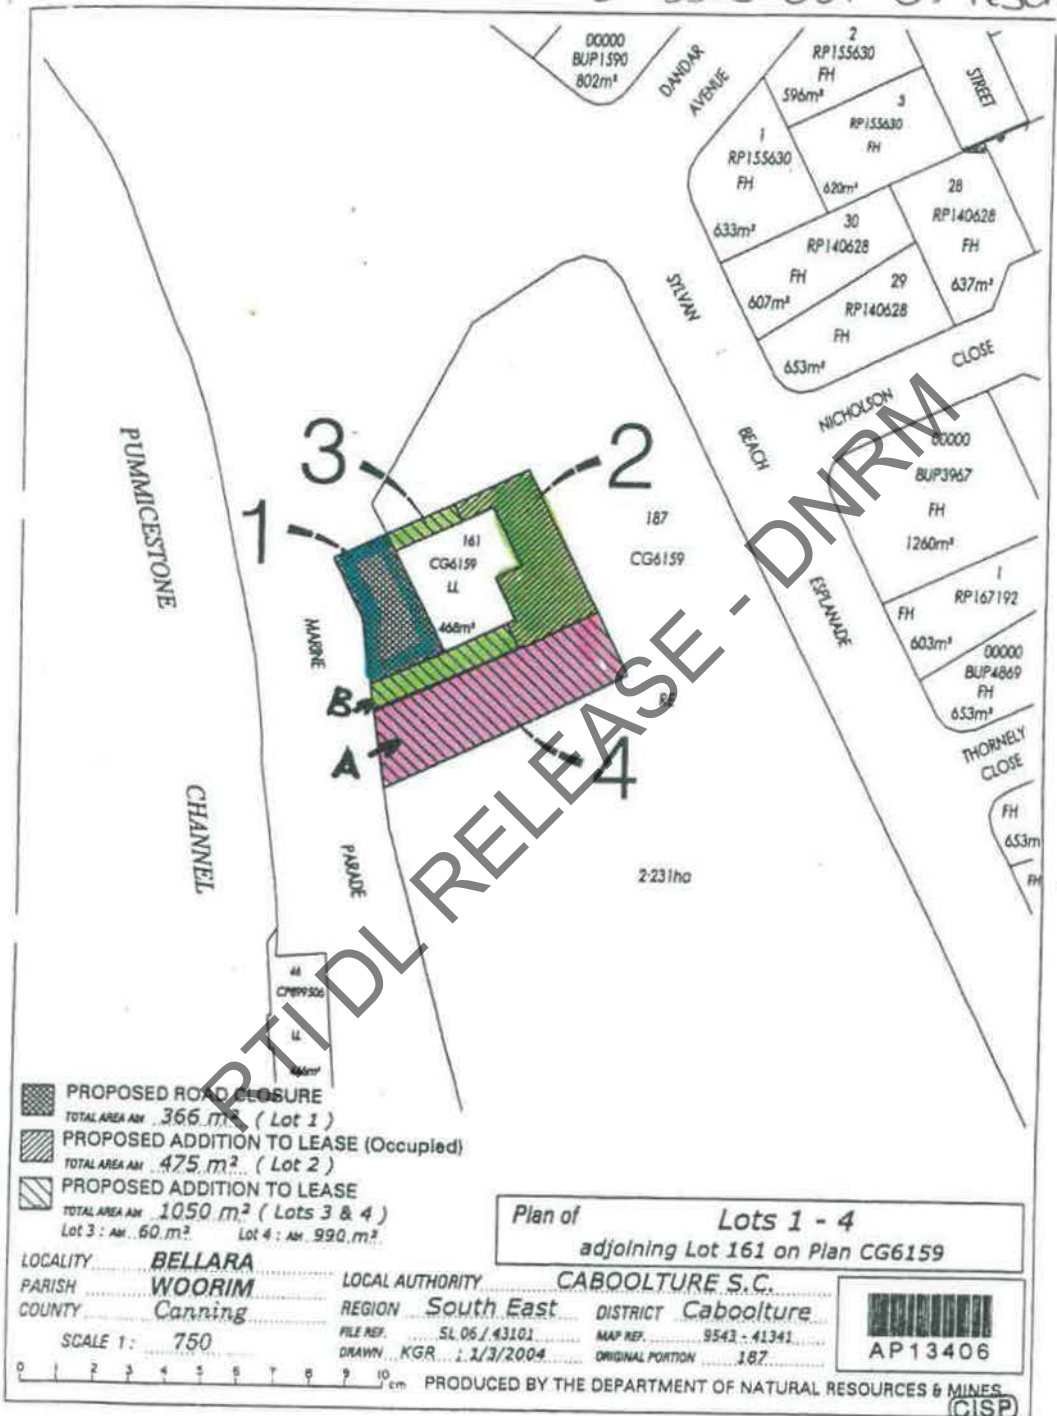 00000
BUP1590
802m²
DANDAR
AVENUE
2
RP155630
FH
596m²
STREET
3
RP155630
FH
620m²
1
RP155630
FH
633m²
28
RP140628
FH
637m²
30
RP140628
FH
607m²
29
RP140628
FH
653m²
SYLVAN
BEACH
ESPLANADE
NICHOLSON
CLOSE
00000
BUP3967
FH
1260m²
1
RP167192
FH
603m²
00000
BUP4869
FH
653m²
THORNELY
CLOSE
FH
653m
FH
PUMMICESTONE
CHANNEL
MARINE
PARADE
3
2
1
161
CG6159
LL
468m²
187
CG6159
RE
B
A
4
2·231ha
46
CP899506
LL
RTI DL RELEASE - DNRM
PROPOSED ROAD CLOSURE
TOTAL AREA ABT 366 m² (Lot 1)
PROPOSED ADDITION TO LEASE (Occupied)
TOTAL AREA ABT 475 m² (Lot 2)
PROPOSED ADDITION TO LEASE
TOTAL AREA ABT 1050 m² (Lots 3 & 4)
Lot 3 : ABT 60 m² Lot 4 : ABT 990 m²
Plan of Lots 1 - 4
adjoining Lot 161 on Plan CG6159
LOCALITY BELLARA
PARISH WOORIM
COUNTY Canning
SCALE 1: 750
LOCAL AUTHORITY CABOOLTURE S.C.
REGION South East DISTRICT Caboolture
FILE REF. SL 06 / 43101 MAP REF. 9543 - 41341
DRAWN KGR ; 1/3/2004 ORIGINAL PORTION 187
AP13406
0 1 2 3 4 5 6 7 8 9 10 cm
PRODUCED BY THE DEPARTMENT OF NATURAL RESOURCES & MINES
CISP